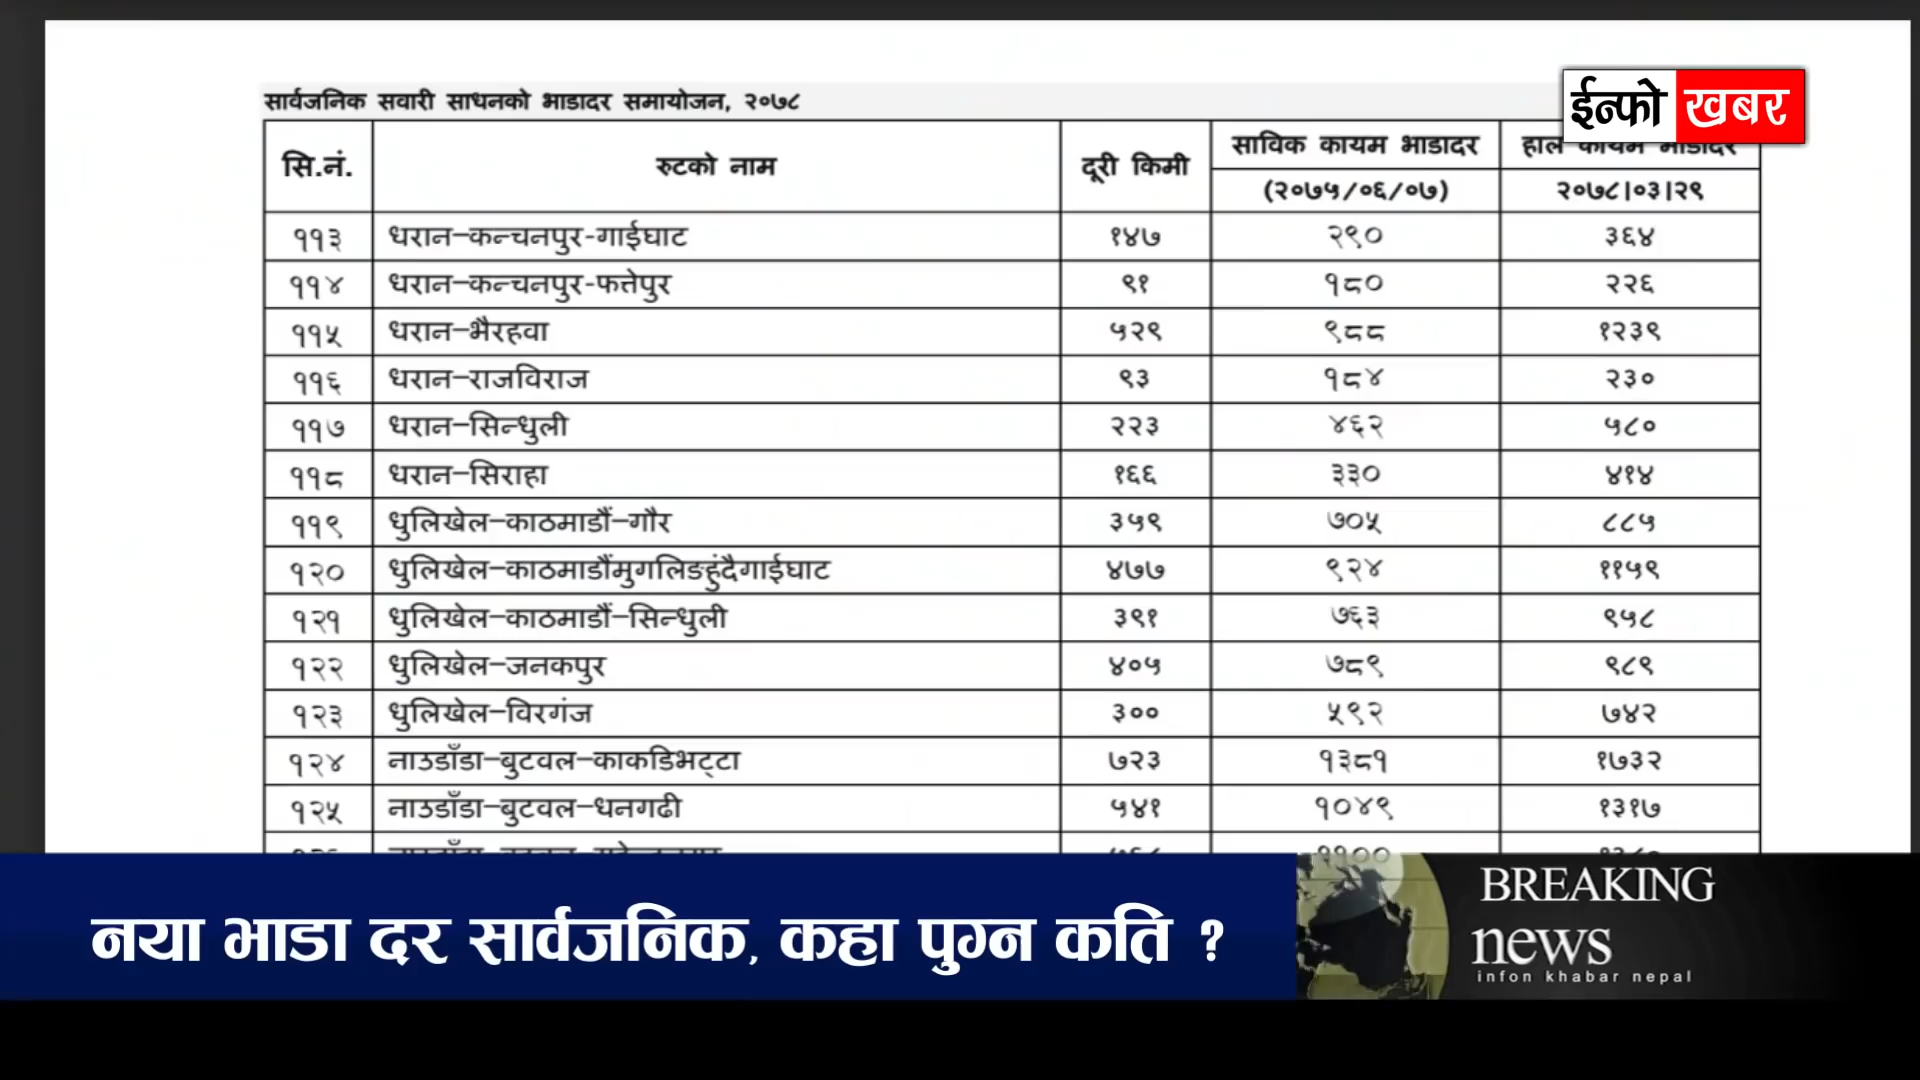 ईन्फो खबर
सार्वजनिक सवारी साधनको भाडादर समायोजन, २०७८
सि.नं. रुटको नाम दूरी किमी साविक कायम भाडादर हाल कायम भाडादर
(२०७५/०६/०७) २०७८|०३|२९
११३ धरान–कन्चनपुर-गाईघाट १४७ २९० ३६४
११४ धरान–कन्चनपुर-फत्तेपुर ९१ १८० २२६
११५ धरान–भैरहवा ५२९ ९८८ १२३९
११६ धरान–राजविराज ९३ १८४ २३०
११७ धरान–सिन्धुली २२३ ४६२ ५८०
११८ धरान–सिराहा १६६ ३३० ४१४
११९ धुलिखेल–काठमाडौं–गौर ३५९ ७०५ ८८५
१२० धुलिखेल–काठमाडौंमुगलिङहुंदैगाईघाट ४७७ ९२४ ११५९
१२१ धुलिखेल–काठमाडौं–सिन्धुली ३९१ ७६३ ९५८
१२२ धुलिखेल–जनकपुर ४०५ ७८९ ९८९
१२३ धुलिखेल–विरगंज ३०० ५९२ ७४२
१२४ नाउडाँडा–बुटवल–काकडिभट्टा ७२३ १३८१ १७३२
१२५ नाउडाँडा–बुटवल–धनगढी ५४१ १०४९ १३१७
नया भाडा दर सार्वजनिक, कहा पुग्न कति ?
BREAKING
news
infon khabar nepal